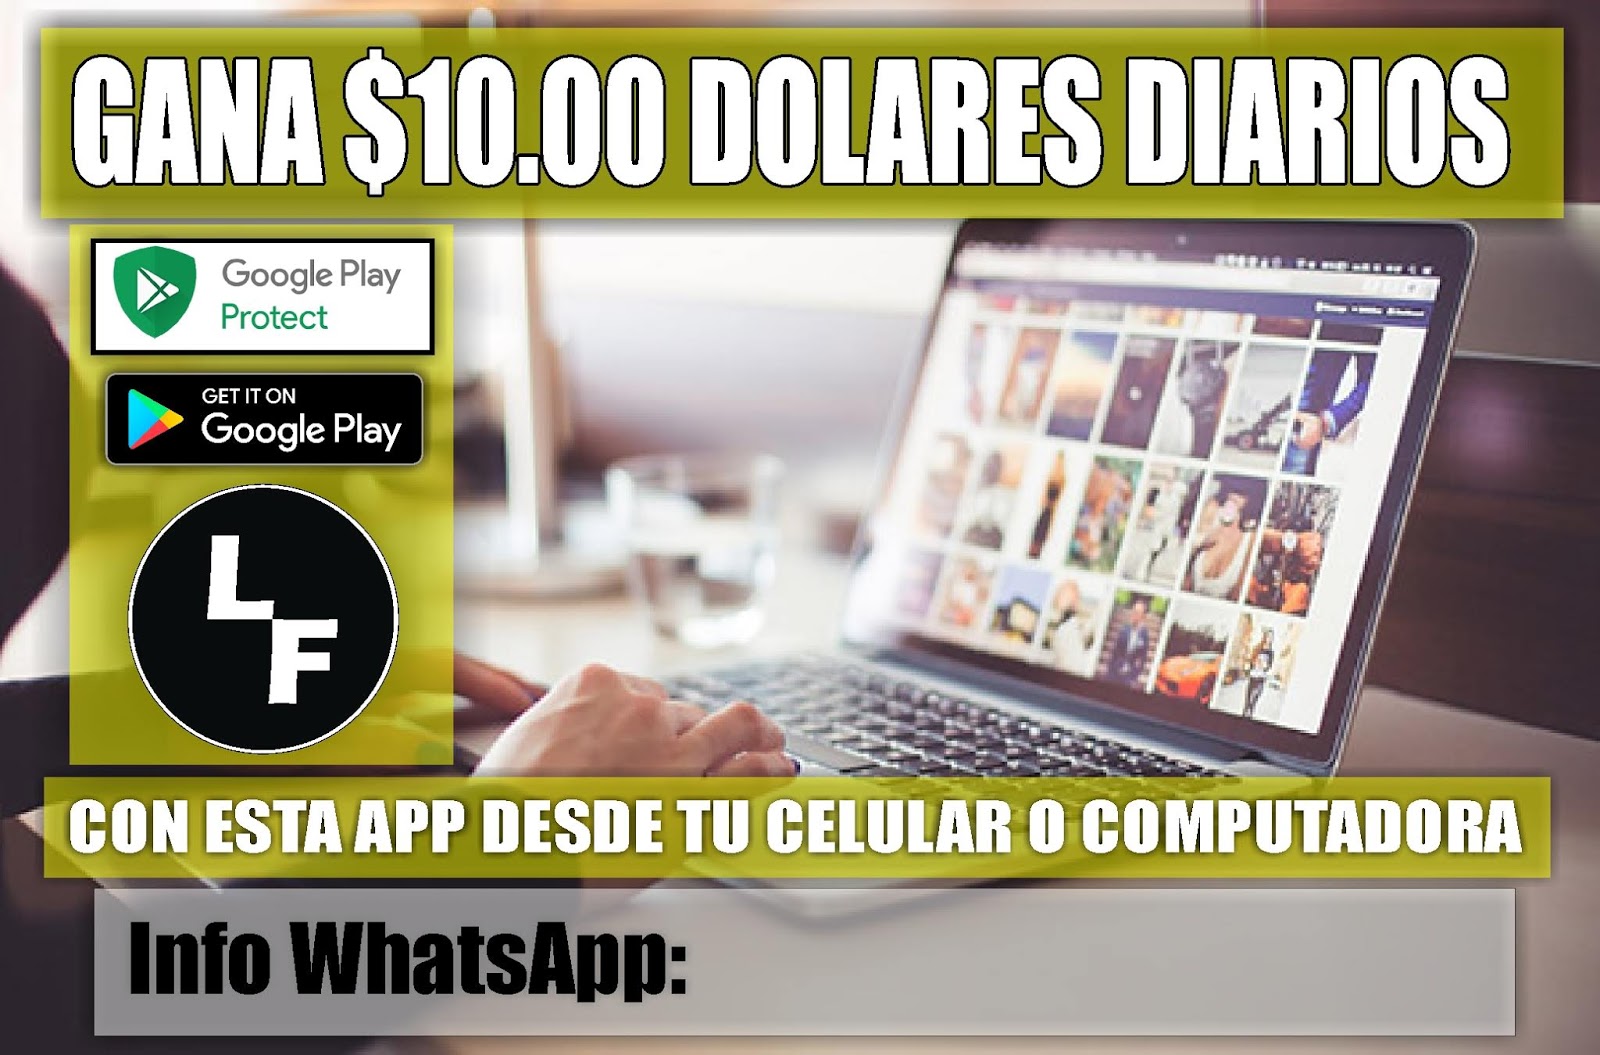 GANA $10.00 DOLARES DIARIOS
Google Play
Protect
GET IT ON
Google Play
L
F
CON ESTA APP DESDE TU CELULAR O COMPUTADORA
Info WhatsApp: